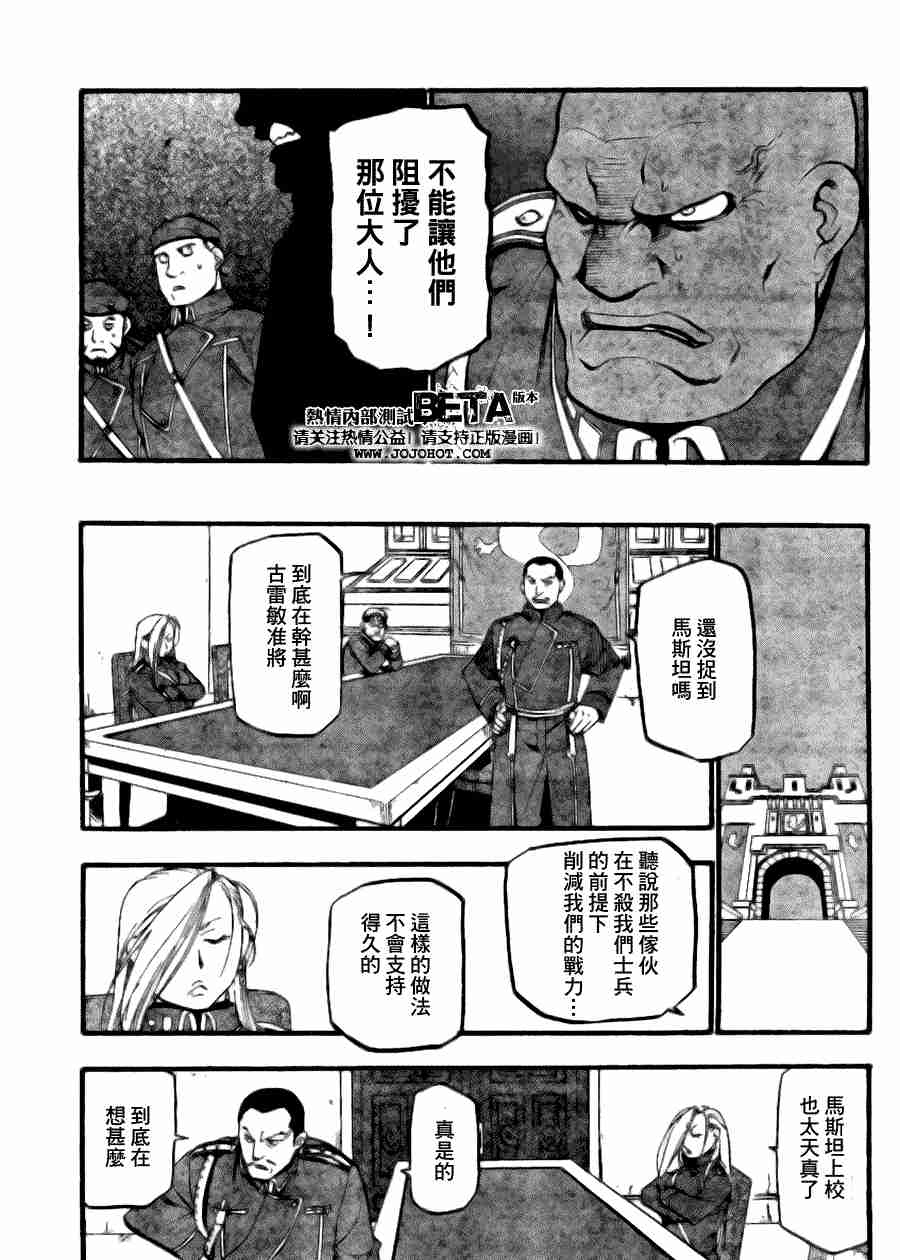 不能讓他們
阻擾了
那位大人…！
熱情內部測試BETA版本
请关注热情公益! 请支持正版漫画!
WWW.JOJOHOT.COM
還沒捉到
馬斯坦嗎
到底在幹甚麼啊
古雷敏准將
聽說那些傢伙
在不殺我們士兵
的前提下
削減我們的戰力…
這樣的做法
不會支持
得久的
馬斯坦上校
也太天真了
真是的
到底在
想甚麼